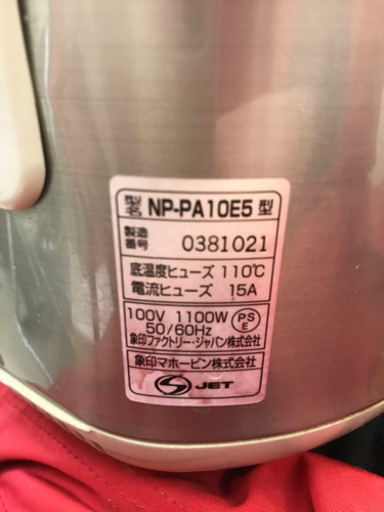 型名 NP-PA10E5 型
製造番号 0381021
底温度ヒューズ 110℃
電流ヒューズ 15A
100V 1100W
50/60Hz
PSE
象印ファクトリー・ジャパン株式会社
象印マホービン株式会社
S JET